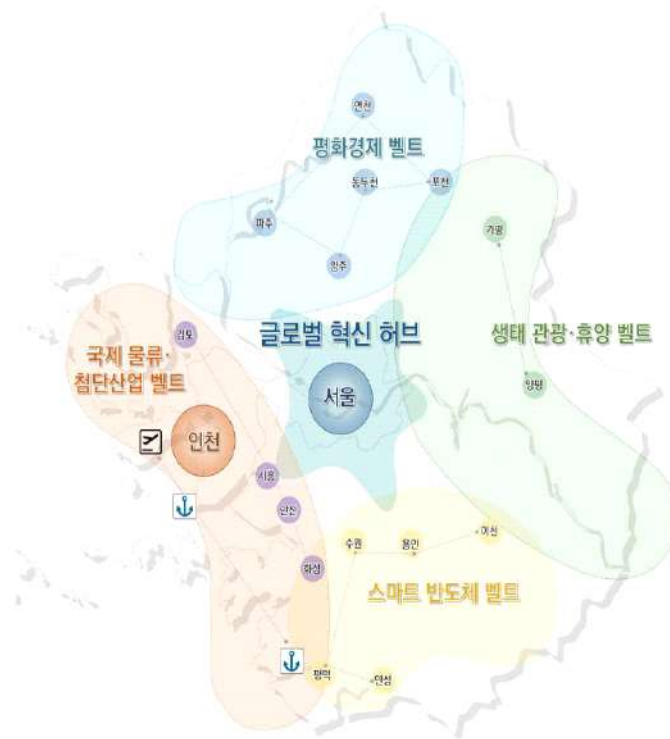 연천
평화경제 벨트
동두천
포천
파주
양주
가평
글로벌 혁신 허브
생태 관광·휴양 벨트
김포
국제 물류·
첨단산업 벨트
서울
양평
인천
시흥
안산
화성
수원
용인
이천
스마트 반도체 벨트
평택
안성